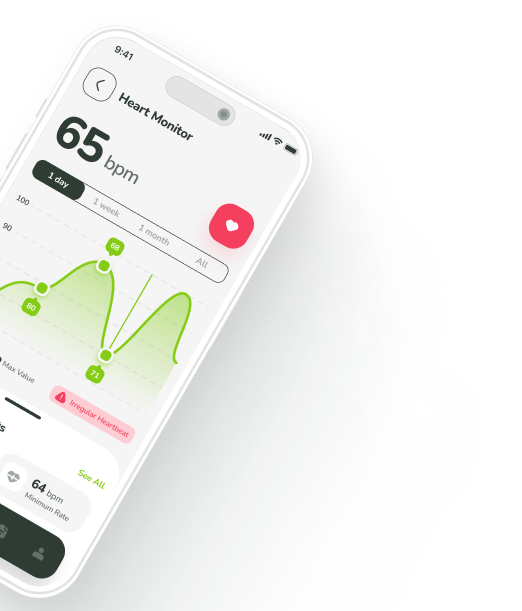 9:41
Heart Monitor
65 bpm
1 day
1 week
1 month
All
100
90
68
80
71
Max Value
Irregular Heartbeat
See All
64 bpm
Minimum Rate